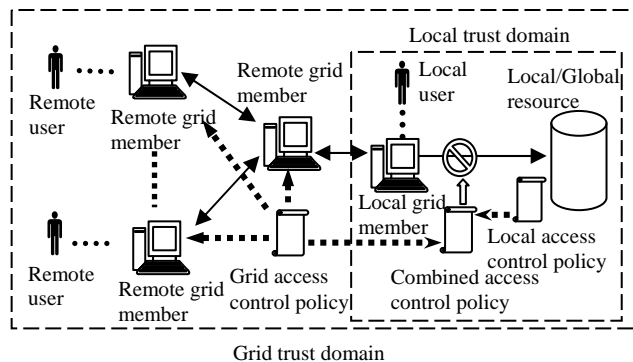 Local trust domain
Remote grid
member
Local
user
Local/Global
resource
Remote
user
Remote grid
member
Local grid
member
Remote
user
Remote grid
member
Grid access
control policy
Combined access
control policy
Local access
control policy
Grid trust domain